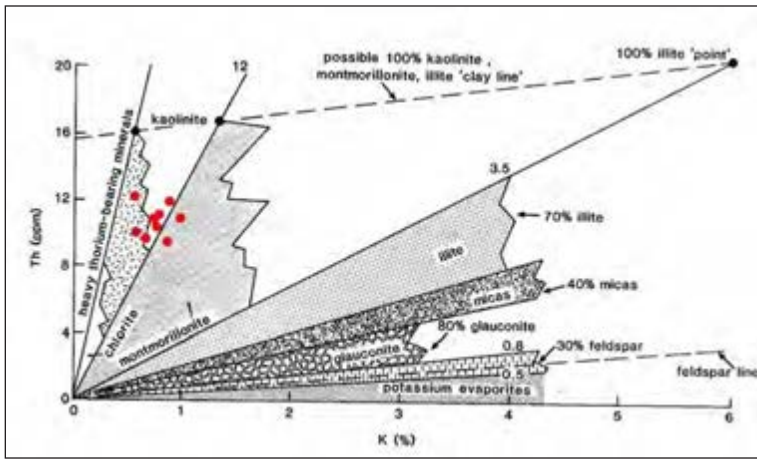 20
16
12
8
4
0
Th (ppm)
0
1
2
3
4
5
6
K (%)
heavy thorium-bearing minerals
kaolinite
12
possible 100% kaolinite,
montmorillonite, illite 'clay line'
100% illite 'point'
3.5
70% illite
illite
chlorite
montmorillonite
micas
40% micas
glauconite
80% glauconite
0.8
30% feldspar
0.5
feldspar line
potassium evaporites